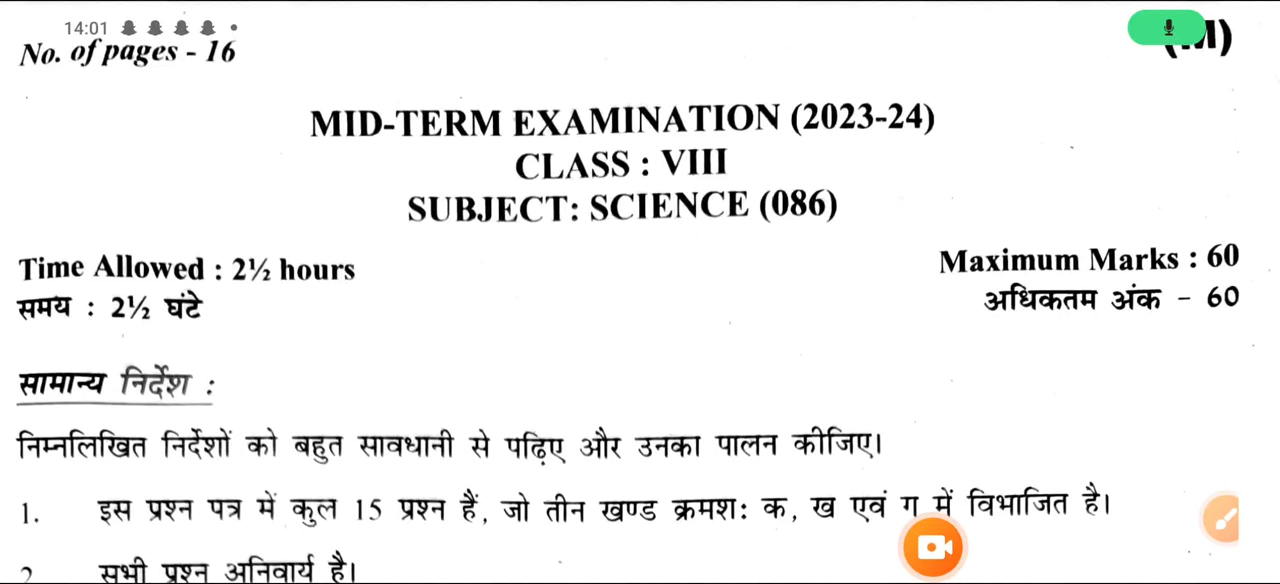 14:01
No. of pages - 16
MID-TERM EXAMINATION (2023-24)
CLASS : VIII
SUBJECT: SCIENCE (086)
Time Allowed : 2½ hours
Maximum Marks : 60
समय : 2½ घंटे
अधिकतम अंक - 60
सामान्य निर्देश :
निम्नलिखित निर्देशों को बहुत सावधानी से पढ़िए और उनका पालन कीजिए।
1. इस प्रश्न पत्र में कुल 15 प्रश्न हैं, जो तीन खण्ड क्रमशः क, ख एवं ग में विभाजित है।
2 सभी प्रश्न अनिवार्य है।